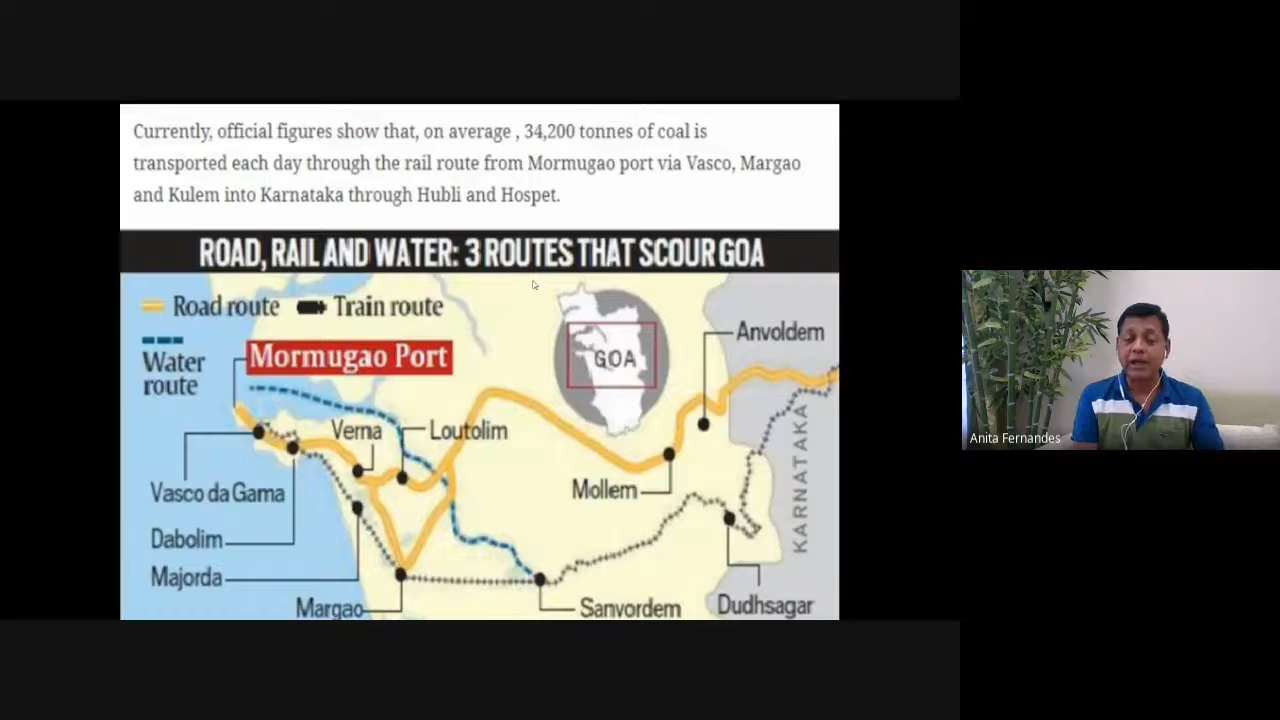 Currently, official figures show that, on average , 34,200 tonnes of coal is
transported each day through the rail route from Mormugao port via Vasco, Margao
and Kulem into Karnataka through Hubli and Hospet.
ROAD, RAIL AND WATER: 3 ROUTES THAT SCOUR GOA
Road route
Train route
Water
route
Mormugao Port
GOA
Anvoldem
Verna
Loutolim
Vasco da Gama
Mollem
KARNATAKA
Dabolim
Majorda
Margao
Sanvordem
Dudhsagar
Anita Fernandes